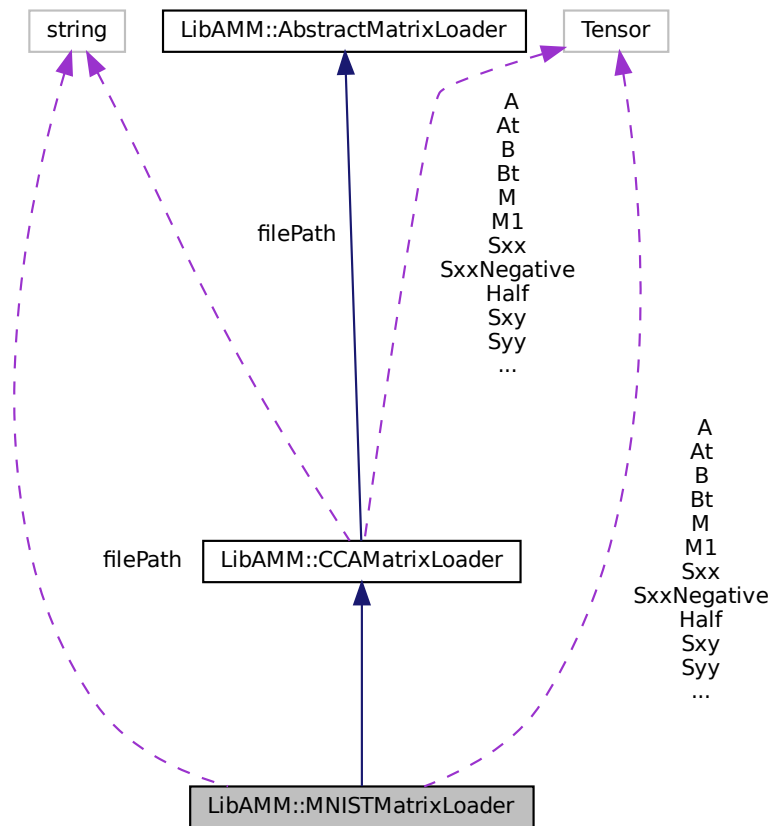 string
LibAMM::AbstractMatrixLoader
Tensor
filePath
A
At
B
Bt
M
M1
Sxx
SxxNegative
Half
Sxy
Syy
...
filePath
LibAMM::CCAMatrixLoader
A
At
B
Bt
M
M1
Sxx
SxxNegative
Half
Sxy
Syy
...
LibAMM::MNISTMatrixLoader